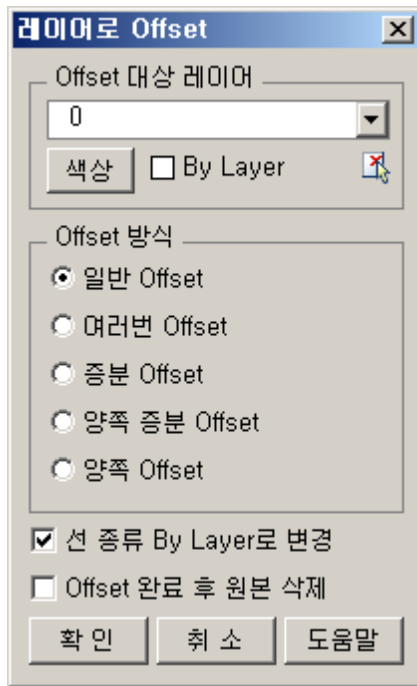 레이어로 Offset
Offset 대상 레이어
0
색상 By Layer
Offset 방식
일반 Offset
여러번 Offset
증분 Offset
양쪽 증분 Offset
양쪽 Offset
선 종류 By Layer로 변경
Offset 완료 후 원본 삭제
확 인 취 소 도움말